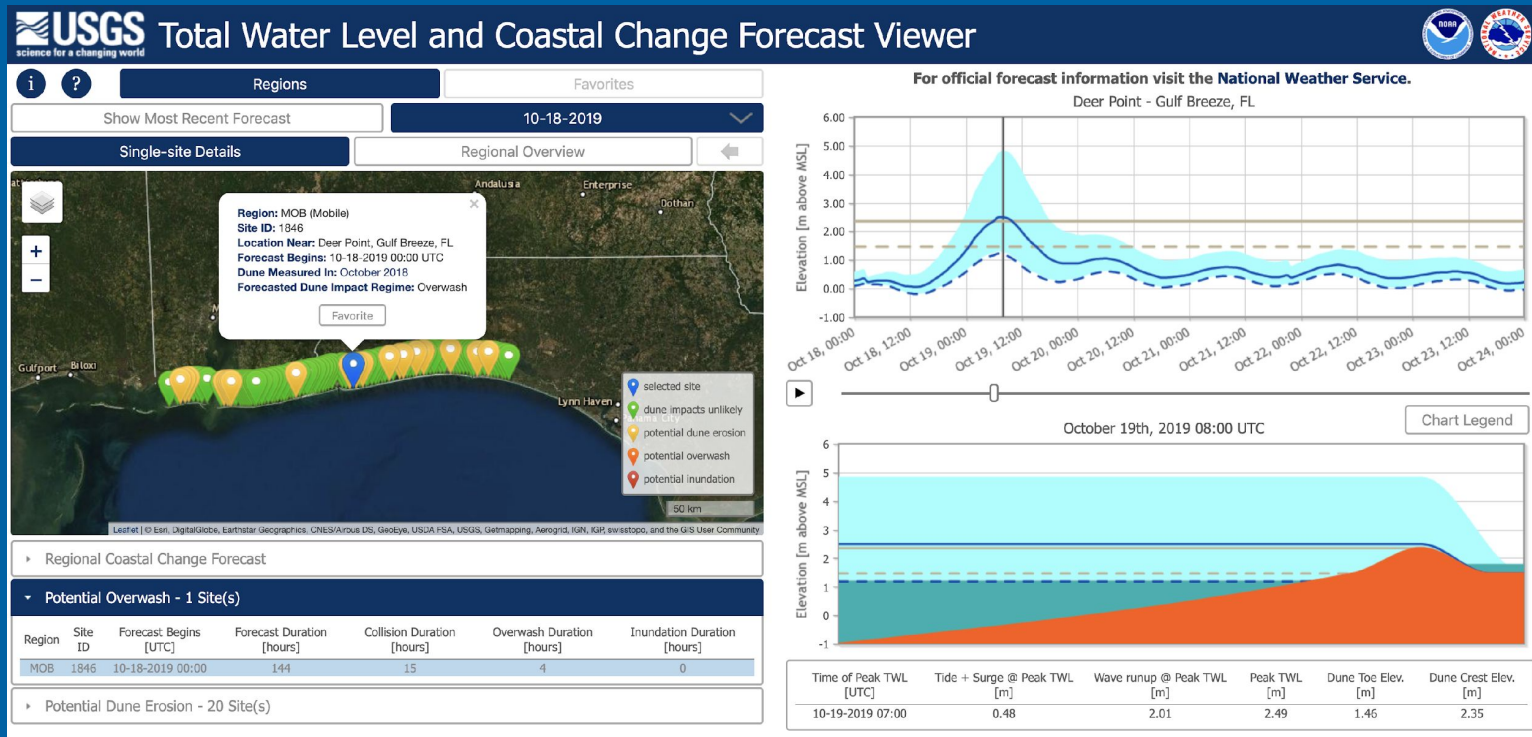 USGS
science for a changing world
Total Water Level and Coastal Change Forecast Viewer
NOAA
i
?
Regions
Favorites
Show Most Recent Forecast
10-18-2019
Single-site Details
Regional Overview
Andalusia
Enterprise
Dothan
Region: MOB (Mobile)
Site ID: 1846
Location Near: Deer Point, Gulf Breeze, FL
Forecast Begins: 10-18-2019 00:00 UTC
Dune Measured In: October 2018
Forecasted Dune Impact Regime: Overwash
Favorite
×
+
−
Gulfport
Biloxi
Lynn Haven
selected site
dune impacts unlikely
potential dune erosion
potential overwash
potential inundation
50 km
Leaflet | © Esri, DigitalGlobe, Earthstar Geographics, CNES/Airbus DS, GeoEye, USDA FSA, USGS, Getmapping, Aerogrid, IGN, IGP, swisstopo, and the GIS User Community
Regional Coastal Change Forecast
Potential Overwash - 1 Site(s)
Region Site ID Forecast Begins [UTC] Forecast Duration [hours] Collision Duration [hours] Overwash Duration [hours] Inundation Duration [hours]
MOB 1846 10-18-2019 00:00 144 15 4 0
Potential Dune Erosion - 20 Site(s)
For official forecast information visit the National Weather Service.
Deer Point - Gulf Breeze, FL
Elevation [m above MSL]
6.00
5.00
4.00
3.00
2.00
1.00
0.00
-1.00
Oct 18, 00:00
Oct 18, 12:00
Oct 19, 00:00
Oct 19, 12:00
Oct 20, 00:00
Oct 20, 12:00
Oct 21, 00:00
Oct 21, 12:00
Oct 22, 00:00
Oct 22, 12:00
Oct 23, 00:00
Oct 23, 12:00
Oct 24, 00:00
Chart Legend
October 19th, 2019 08:00 UTC
Elevation [m above MSL]
6
5
4
3
2
1
0
-1
Time of Peak TWL [UTC] Tide + Surge @ Peak TWL [m] Wave runup @ Peak TWL [m] Peak TWL [m] Dune Toe Elev. [m] Dune Crest Elev. [m]
10-19-2019 07:00 0.48 2.01 2.49 1.46 2.35